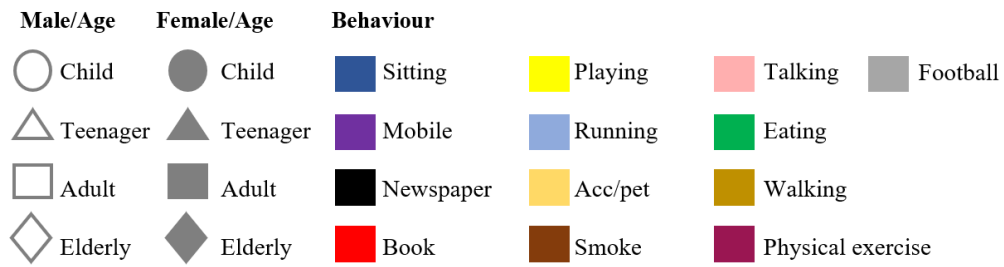 Male/Age Female/Age Behaviour
Child Child Sitting Playing Talking Football
Teenager Teenager Mobile Running Eating
Adult Adult Newspaper Acc/pet Walking
Elderly Elderly Book Smoke Physical exercise